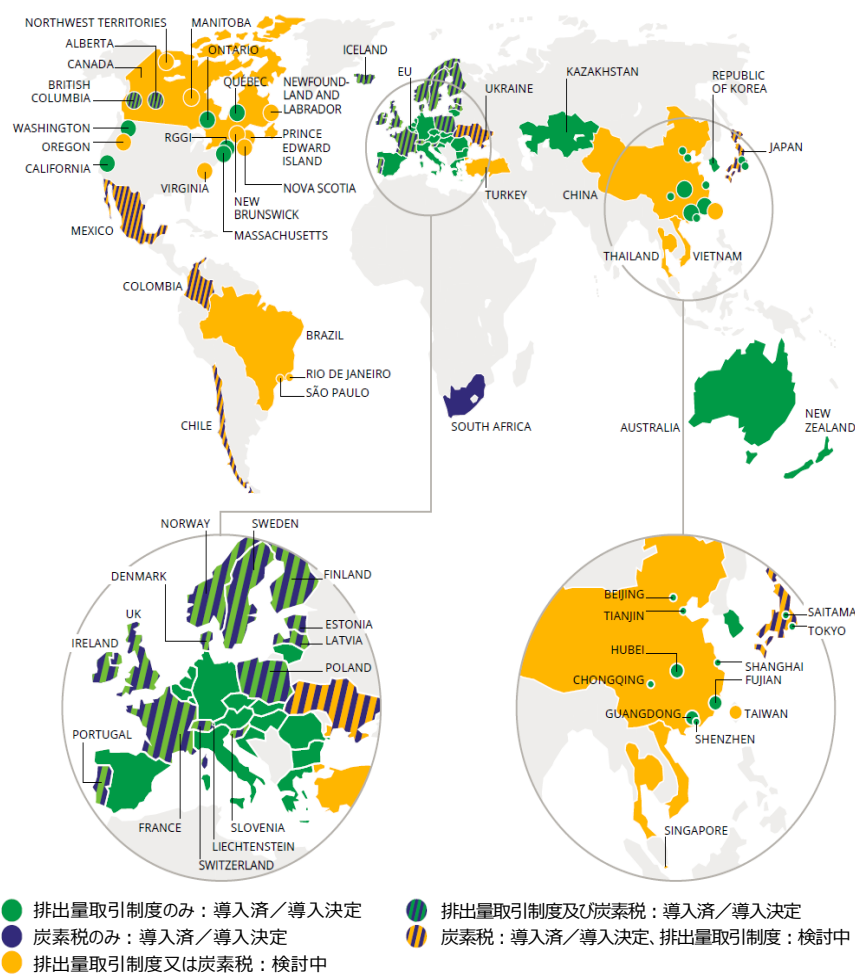 NORTHWEST TERRITORIES
MANITOBA
ALBERTA
ONTARIO
CANADA
BRITISH
COLUMBIA
QUEBEC
NEWFOUND-
LAND AND
LABRADOR
WASHINGTON
OREGON
RGGI
PRINCE
EDWARD
ISLAND
CALIFORNIA
VIRGINIA
NOVA SCOTIA
NEW
BRUNSWICK
MASSACHUSETTS
MEXICO
ICELAND
EU
UKRAINE
KAZAKHSTAN
REPUBLIC
OF KOREA
JAPAN
TURKEY
CHINA
THAILAND
VIETNAM
COLOMBIA
BRAZIL
RIO DE JANEIRO
SÃO PAULO
CHILE
SOUTH AFRICA
AUSTRALIA
NEW
ZEALAND
NORWAY
SWEDEN
DENMARK
FINLAND
UK
ESTONIA
LATVIA
IRELAND
POLAND
PORTUGAL
FRANCE
SLOVENIA
LIECHTENSTEIN
SWITZERLAND
BEIJING
TIANJIN
SAITAMA
TOKYO
HUBEI
SHANGHAI
CHONGQING
FUJIAN
GUANGDONG
TAIWAN
SHENZHEN
SINGAPORE
排出量取引制度のみ：導入済／導入決定
炭素税のみ：導入済／導入決定
排出量取引制度又は炭素税：検討中
排出量取引制度及び炭素税：導入済／導入決定
炭素税：導入済／導入決定、排出量取引制度：検討中